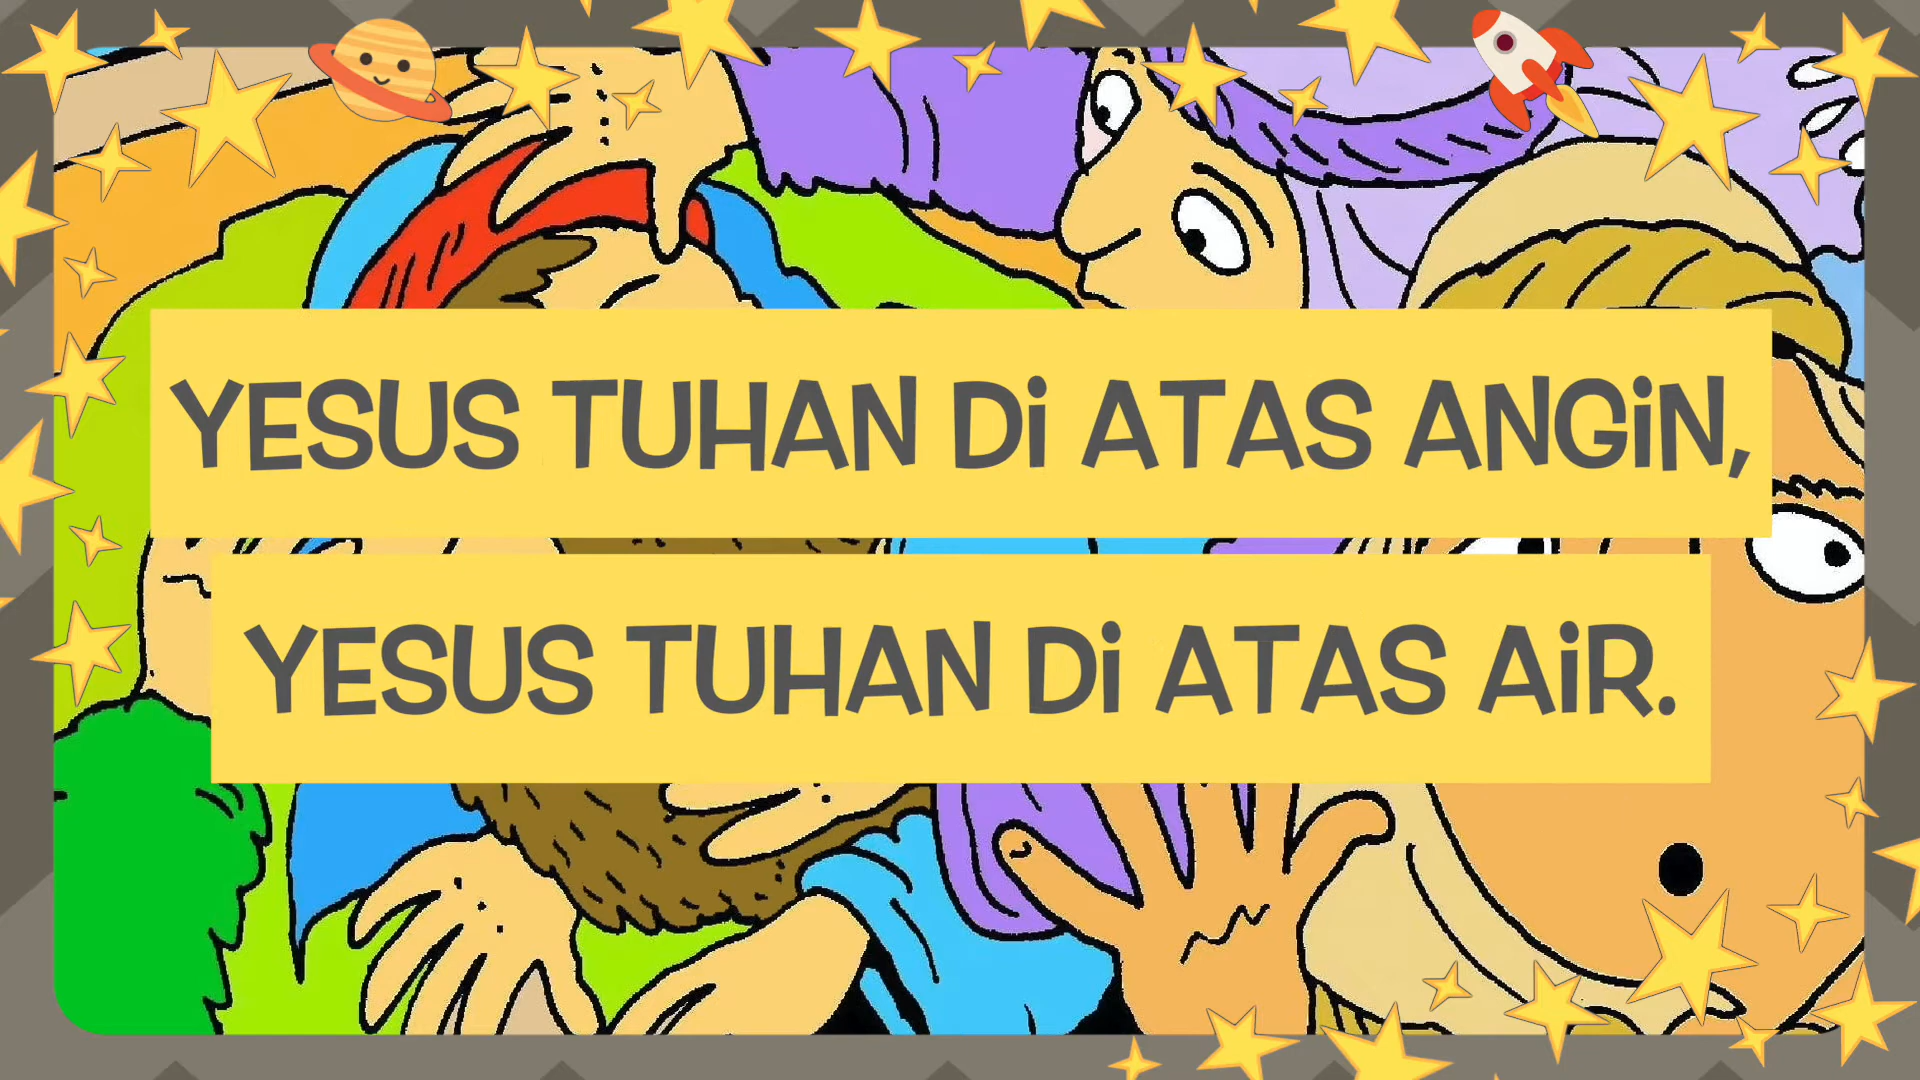 YESUS TUHAN Di ATAS ANGiN,
YESUS TUHAN Di ATAS AiR.